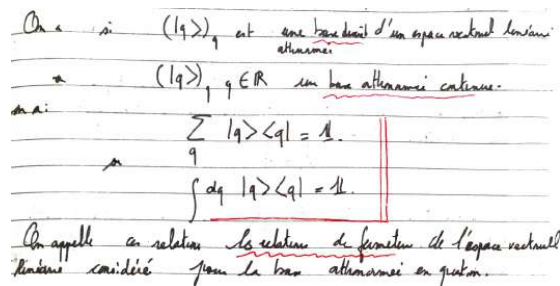 On a si (|q>)_q est une base discrète d'un espace vectoriel linéaire
orthonormée
(|q>)_q q ∈ ℝ une base orthonormée continue.
on a:
∑_q |q><q| = 𝟙.
∫ dq |q><q| = 𝟙.
On appelle ces relations les relations de fermeture de l'espace vectoriel
linéaire considéré pour la base orthonormée en question.